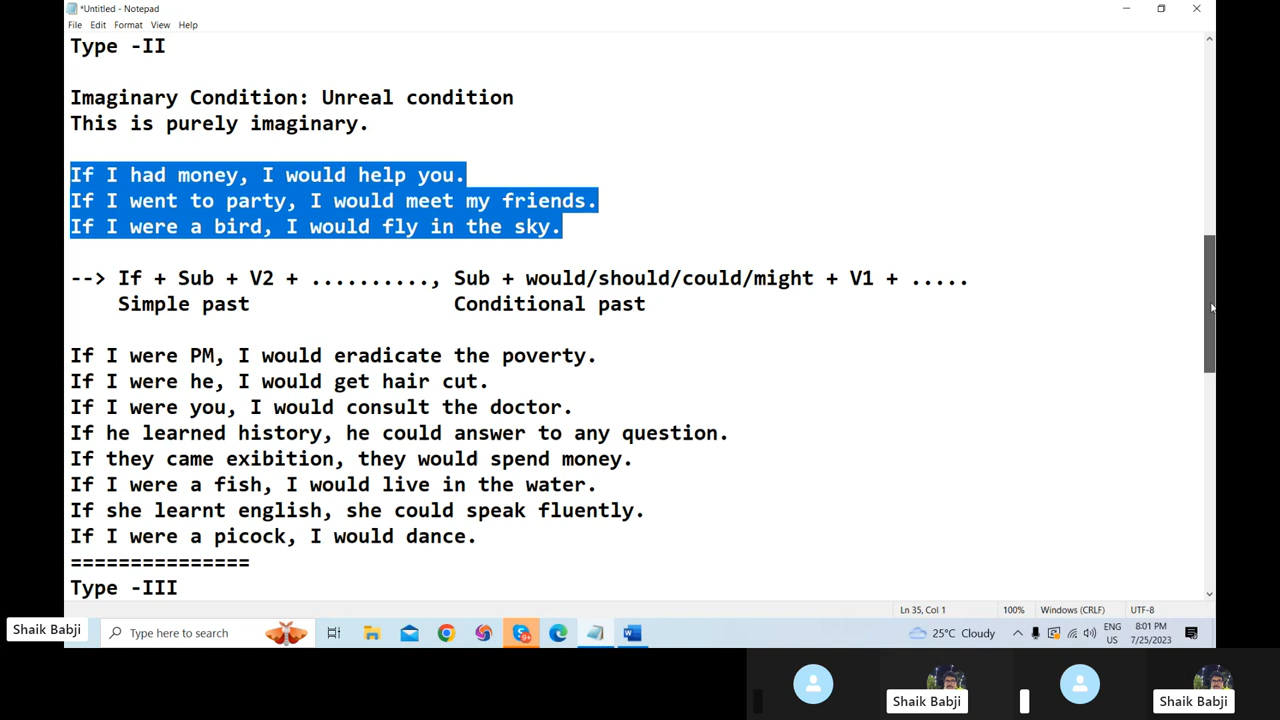 *Untitled - Notepad
File Edit Format View Help
Type -II
Imaginary Condition: Unreal condition
This is purely imaginary.
If I had money, I would help you.
If I went to party, I would meet my friends.
If I were a bird, I would fly in the sky.
--> If + Sub + V2 + .........., Sub + would/should/could/might + V1 + .....
Simple past Conditional past
If I were PM, I would eradicate the poverty.
If I were he, I would get hair cut.
If I were you, I would consult the doctor.
If he learned history, he could answer to any question.
If they came exibition, they would spend money.
If I were a fish, I would live in the water.
If she learnt english, she could speak fluently.
If I were a picock, I would dance.
===============
Type -III
Ln 35, Col 1 100% Windows (CRLF) UTF-8
Shaik Babji
Type here to search
25°C Cloudy
ENG
US
8:01 PM
7/25/2023
Shaik Babji
Shaik Babji